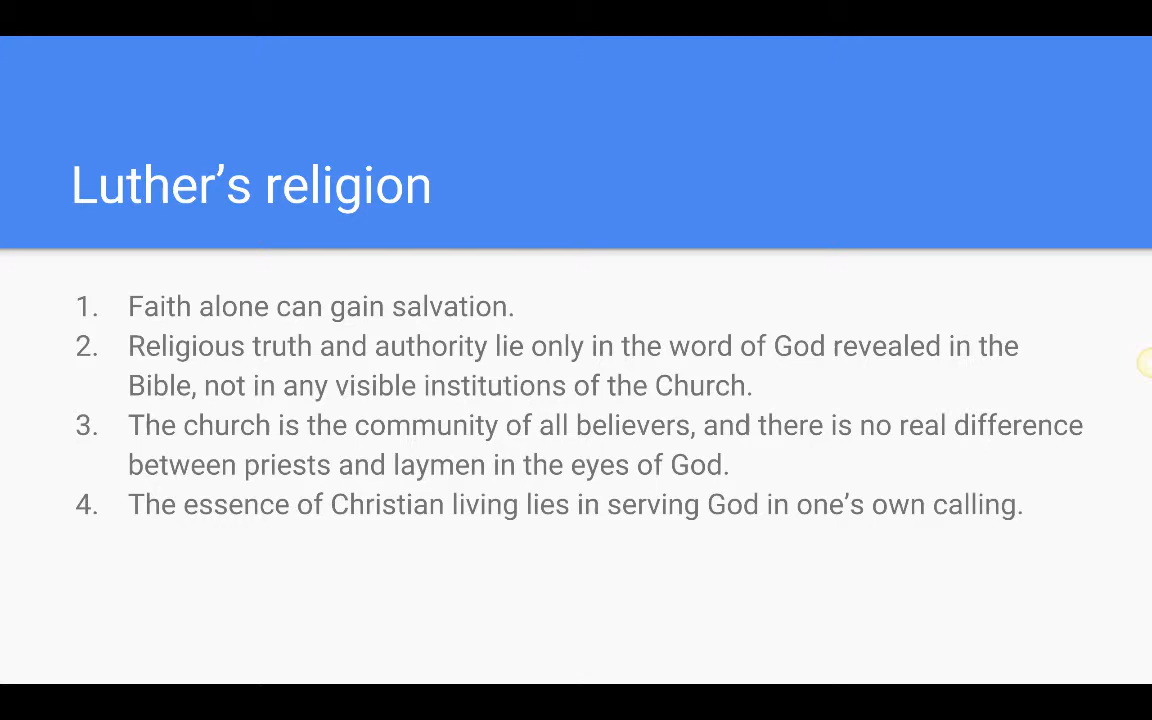 Luther’s religion
1. Faith alone can gain salvation.
2. Religious truth and authority lie only in the word of God revealed in the
Bible, not in any visible institutions of the Church.
3. The church is the community of all believers, and there is no real difference
between priests and laymen in the eyes of God.
4. The essence of Christian living lies in serving God in one’s own calling.